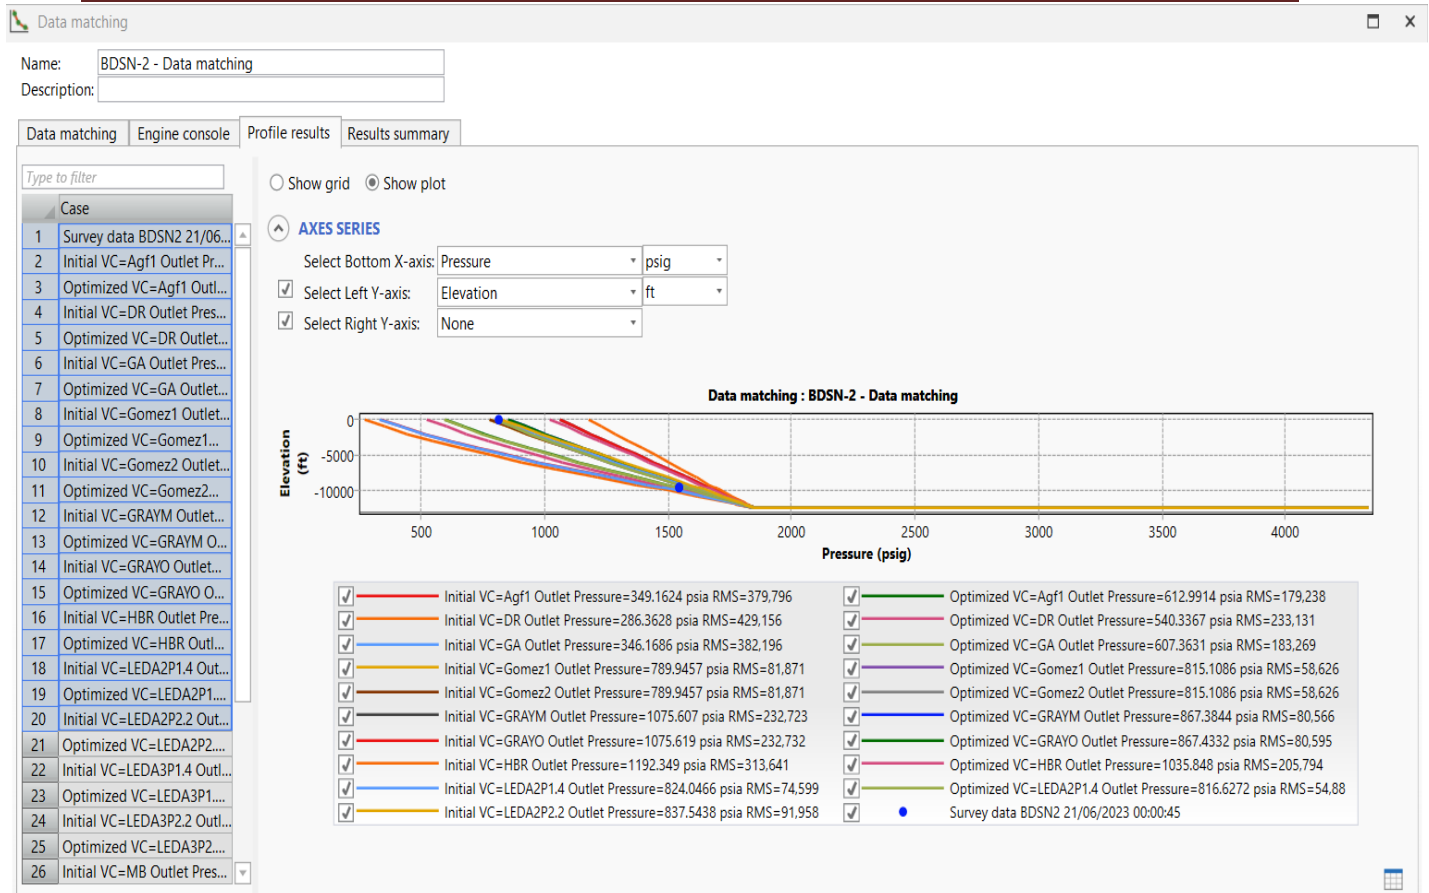 Data matching
Name: BDSN-2 - Data matching
Description:
Data matching Engine console Profile results Results summary
Type to filter
Show grid Show plot
Case
AXES SERIES
1 Survey data BDSN2 21/06...
2 Initial VC=Agf1 Outlet Pr...
3 Optimized VC=Agf1 Outl...
4 Initial VC=DR Outlet Pres...
5 Optimized VC=DR Outlet...
6 Initial VC=GA Outlet Pres...
7 Optimized VC=GA Outlet...
8 Initial VC=Gomez1 Outlet...
9 Optimized VC=Gomez1...
10 Initial VC=Gomez2 Outlet...
11 Optimized VC=Gomez2...
12 Initial VC=GRAYM Outlet...
13 Optimized VC=GRAYM O...
14 Initial VC=GRAYO Outlet...
15 Optimized VC=GRAYO O...
16 Initial VC=HBR Outlet Pre...
17 Optimized VC=HBR Outl...
18 Initial VC=LEDA2P1.4 Out...
19 Optimized VC=LEDA2P1....
20 Initial VC=LEDA2P2.2 Out...
21 Optimized VC=LEDA2P2....
22 Initial VC=LEDA3P1.4 Outl...
23 Optimized VC=LEDA3P1....
24 Initial VC=LEDA3P2.2 Outl...
25 Optimized VC=LEDA3P2....
26 Initial VC=MB Outlet Pres...
Select Bottom X-axis: Pressure psig
Select Left Y-axis: Elevation ft
Select Right Y-axis: None
Data matching : BDSN-2 - Data matching
Elevation
(ft)
0
-5000
-10000
500 1000 1500 2000 2500 3000 3500 4000
Pressure (psig)
Initial VC=Agf1 Outlet Pressure=349.1624 psia RMS=379,796
Optimized VC=Agf1 Outlet Pressure=612.9914 psia RMS=179,238
Initial VC=DR Outlet Pressure=286.3628 psia RMS=429,156
Optimized VC=DR Outlet Pressure=540.3367 psia RMS=233,131
Initial VC=GA Outlet Pressure=346.1686 psia RMS=382,196
Optimized VC=GA Outlet Pressure=607.3631 psia RMS=183,269
Initial VC=Gomez1 Outlet Pressure=789.9457 psia RMS=81,871
Optimized VC=Gomez1 Outlet Pressure=815.1086 psia RMS=58,626
Initial VC=Gomez2 Outlet Pressure=789.9457 psia RMS=81,871
Optimized VC=Gomez2 Outlet Pressure=815.1086 psia RMS=58,626
Initial VC=GRAYM Outlet Pressure=1075.607 psia RMS=232,723
Optimized VC=GRAYM Outlet Pressure=867.3844 psia RMS=80,566
Initial VC=GRAYO Outlet Pressure=1075.619 psia RMS=232,732
Optimized VC=GRAYO Outlet Pressure=867.4332 psia RMS=80,595
Initial VC=HBR Outlet Pressure=1192.349 psia RMS=313,641
Optimized VC=HBR Outlet Pressure=1035.848 psia RMS=205,794
Initial VC=LEDA2P1.4 Outlet Pressure=824.0466 psia RMS=74,599
Optimized VC=LEDA2P1.4 Outlet Pressure=816.6272 psia RMS=54,88
Initial VC=LEDA2P2.2 Outlet Pressure=837.5438 psia RMS=91,958
Survey data BDSN2 21/06/2023 00:00:45